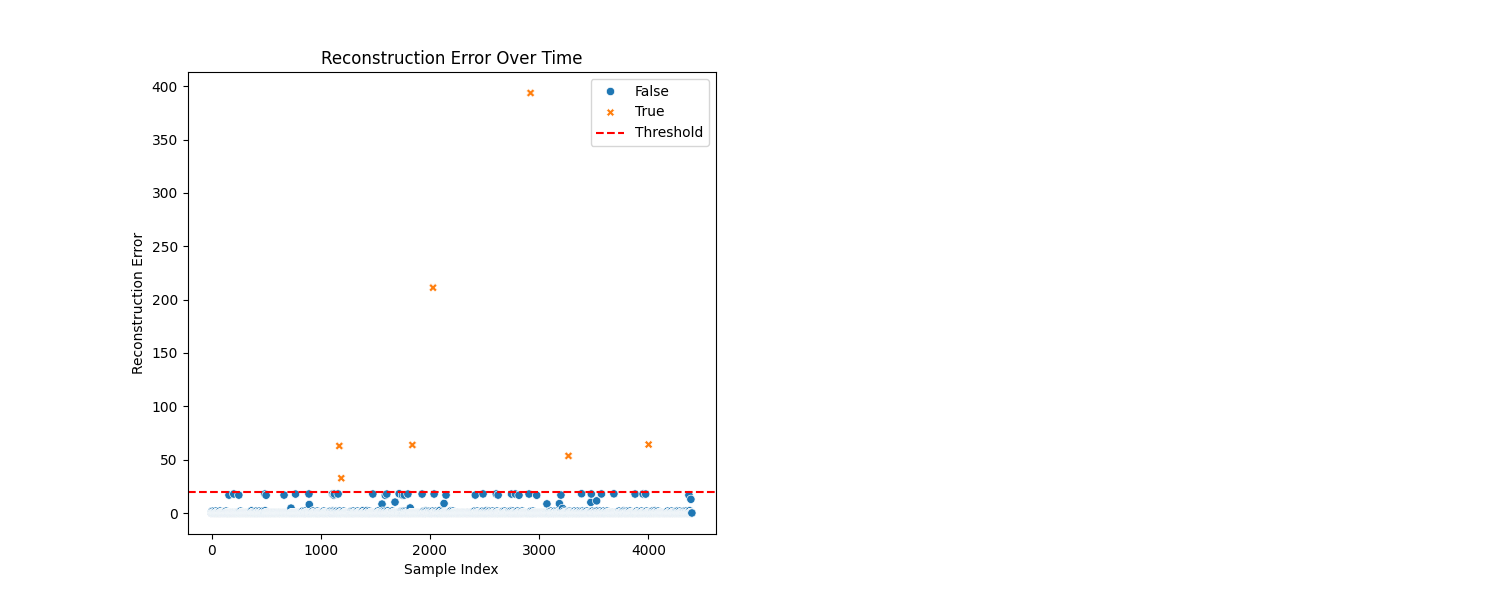 Reconstruction Error Over Time
400
350
300
250
200
150
100
50
0
Reconstruction Error
False
True
Threshold
0 1000 2000 3000 4000
Sample Index